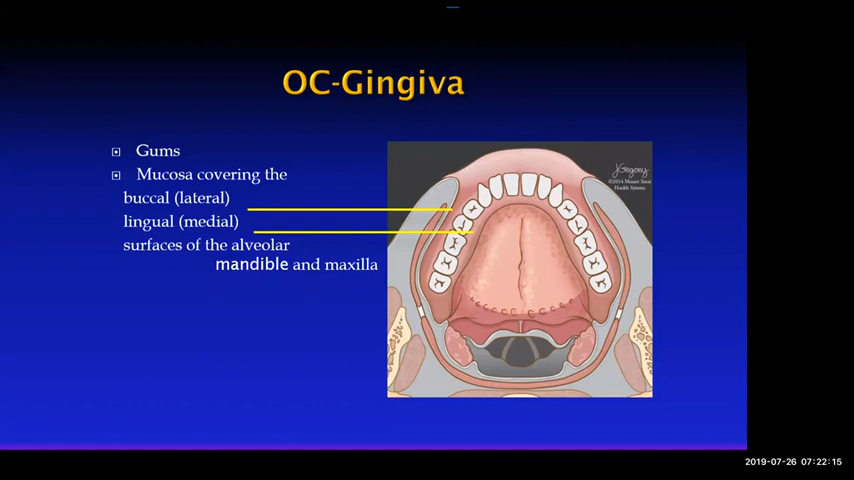 OC-Gingiva
Gums
Mucosa covering the
buccal (lateral)
lingual (medial)
surfaces of the alveolar
mandible and maxilla
JGregory
©2014 Mount Sinai
Health System
2019-07-26 07:22:15